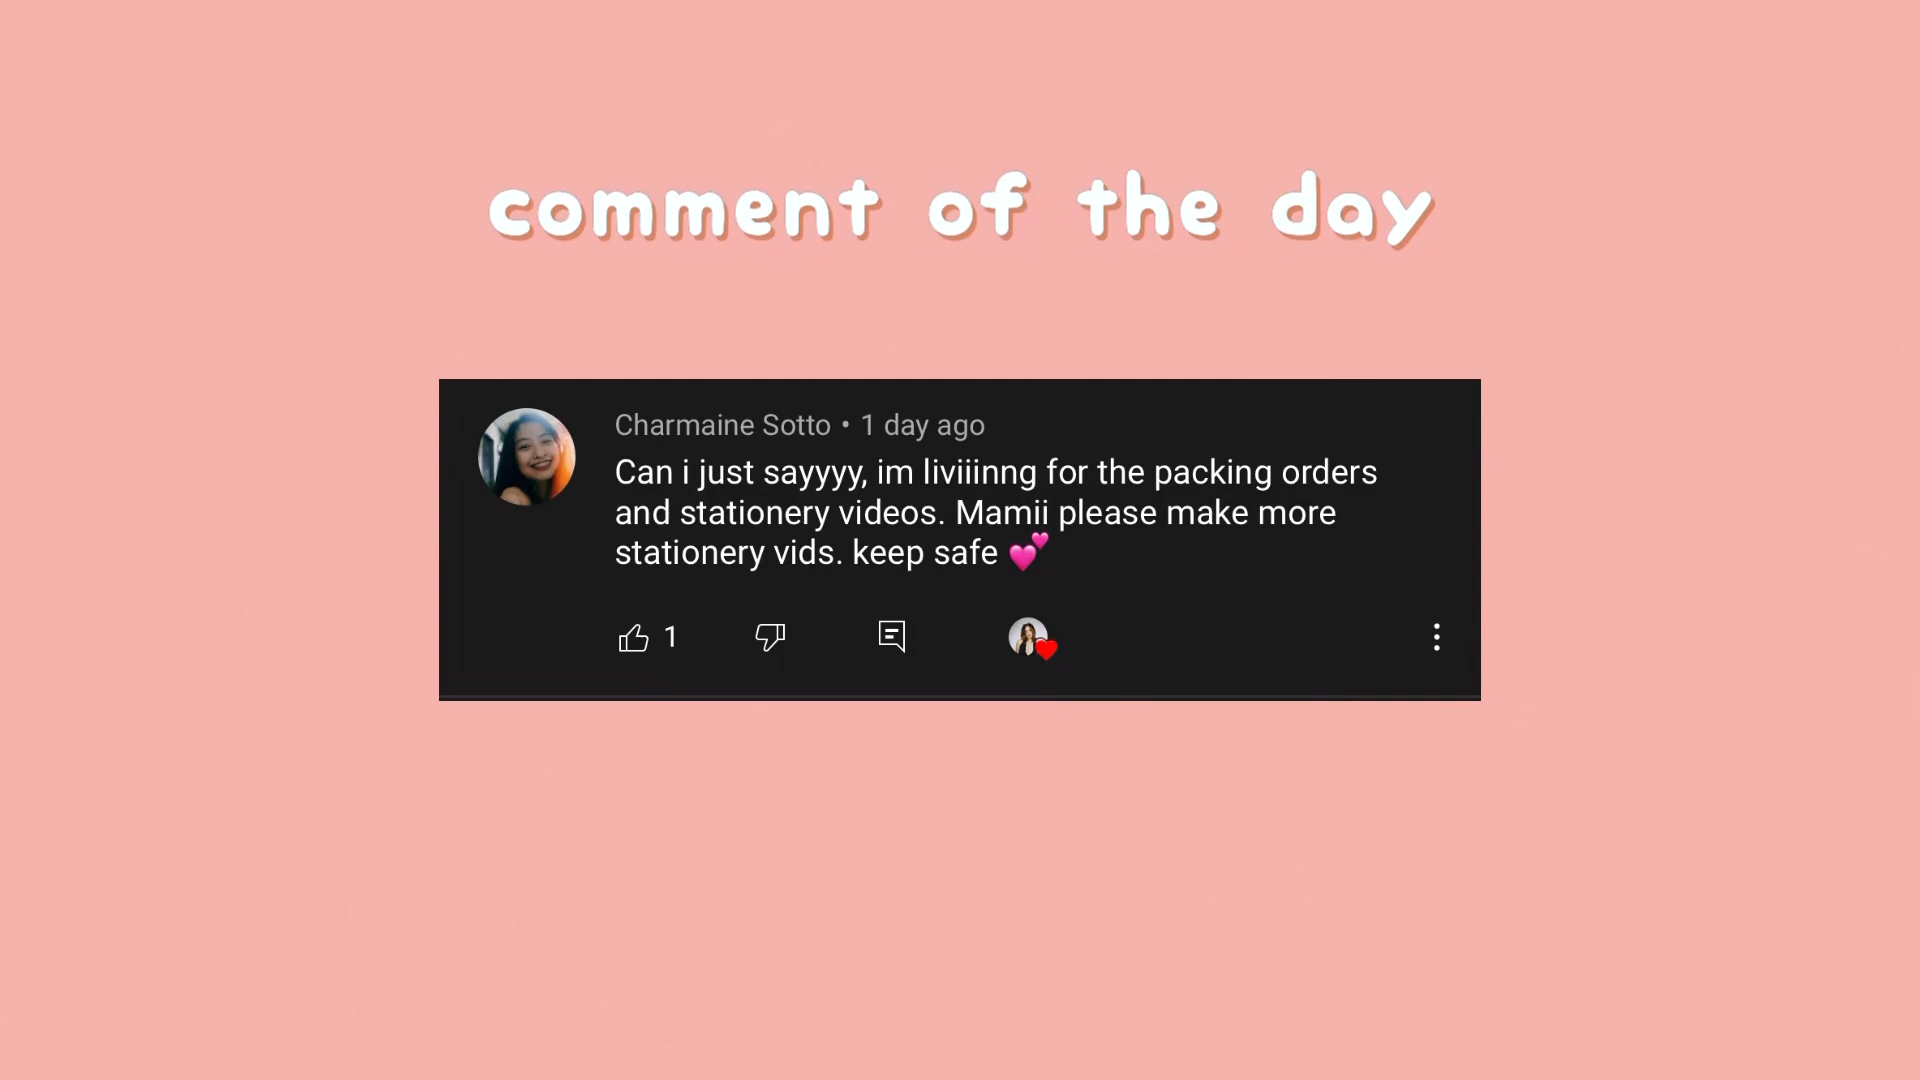 comment of the day
Charmaine Sotto • 1 day ago
Can i just sayyyy, im liviiinng for the packing orders
and stationery videos. Mamii please make more
stationery vids. keep safe 💕
1